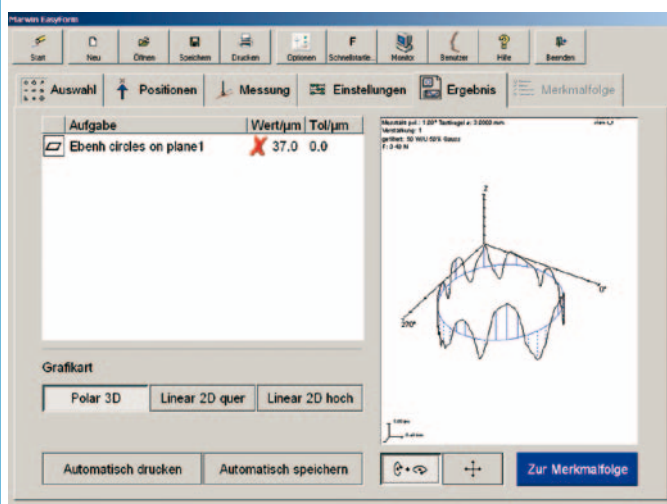 Marwin EasyForm
Start Neu Öffnen Speichern Drucken Optionen Schnellstarte... Monitor Benutzer Hilfe Beenden
F
Auswahl Positionen Messung Einstellungen Ergebnis Merkmalfolge
Aufgabe Wert/µm Tol/µm
Ebenh circles on plane1 37.0 0.0
Verstärkung: 1
Z
0°
270°
Grafikart
Polar 3D Linear 2D quer Linear 2D hoch
Automatisch drucken Automatisch speichern Zur Merkmalfolge